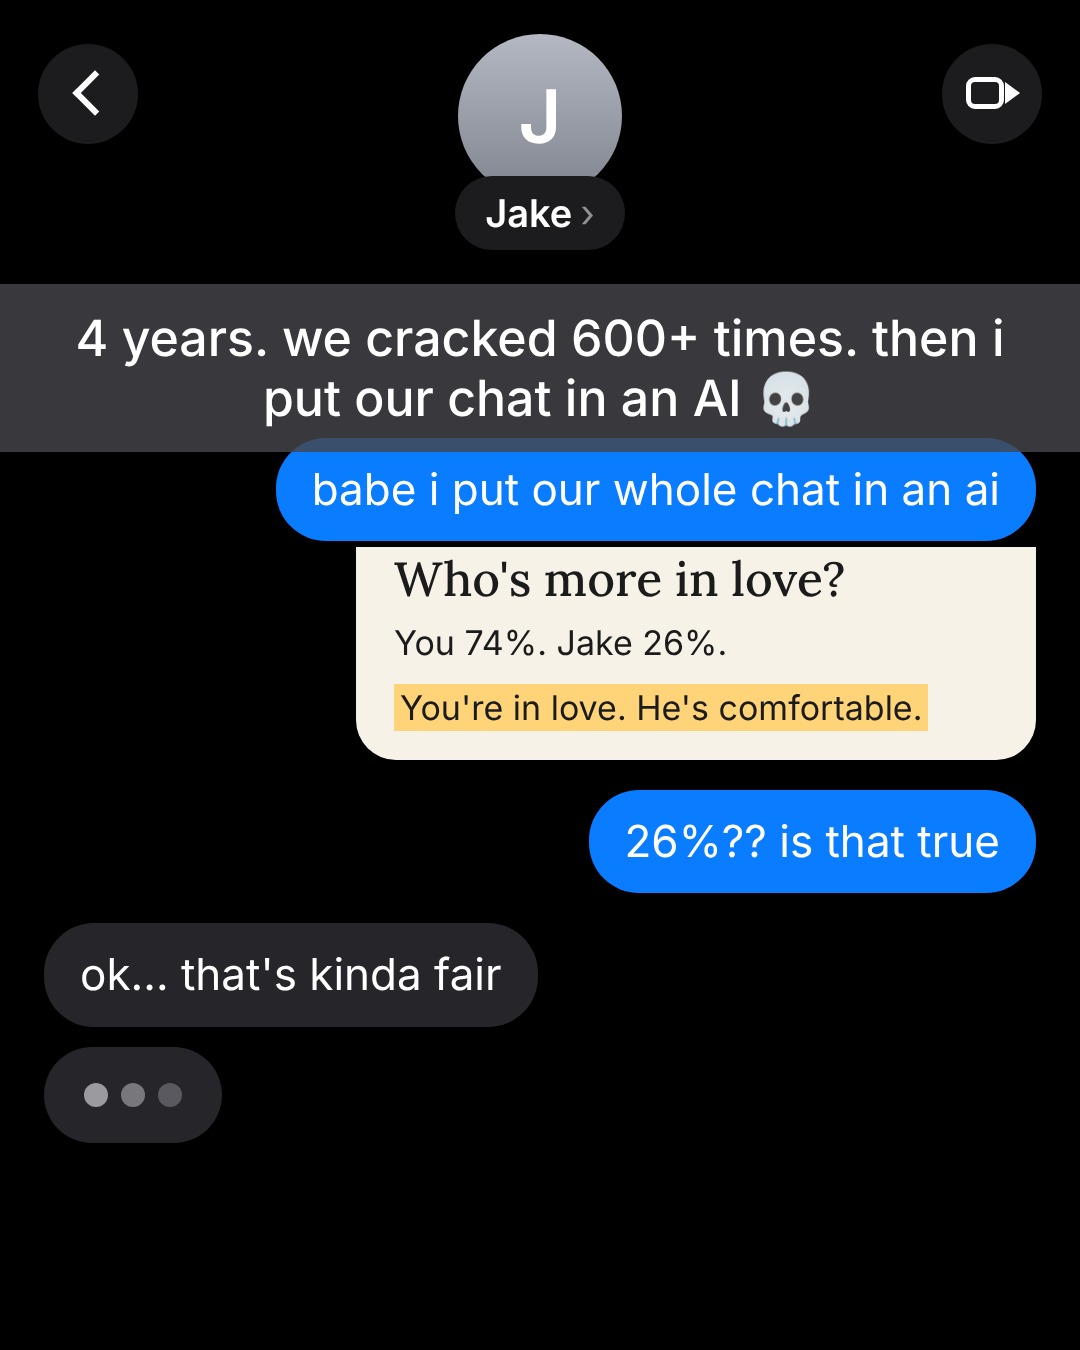 J
Jake ›
4 years. we cracked 600+ times. then i
put our chat in an AI 💀
babe i put our whole chat in an ai
Who's more in love?
You 74%. Jake 26%.
You're in love. He's comfortable.
26%?? is that true
ok... that's kinda fair